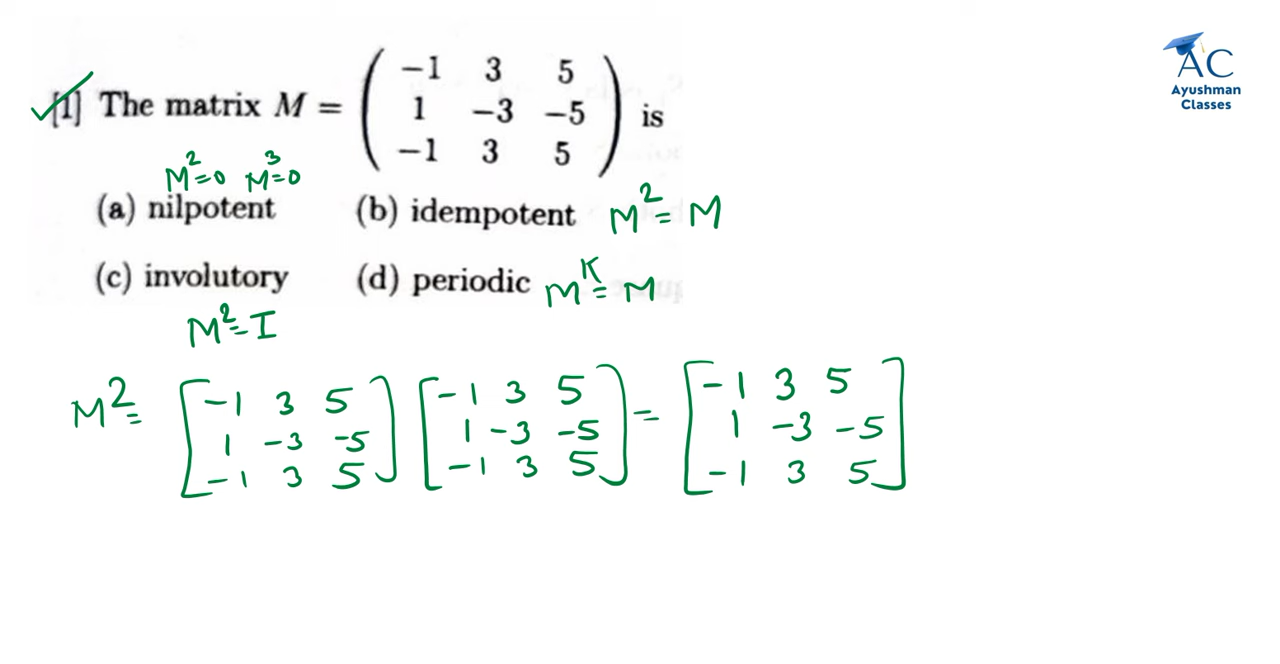 AC
Ayushman
Classes
[1] The matrix M = ( −1 3 5
1 −3 −5
−1 3 5 ) is
M²=0 M³=0
(a) nilpotent (b) idempotent M²=M
(c) involutory (d) periodic M^K=M
M²=I
M²= [ -1 3 5 ] [ -1 3 5 ] = [ -1 3 5 ]
1 -3 -5 1 -3 -5 1 -3 -5
-1 3 5 -1 3 5 -1 3 5